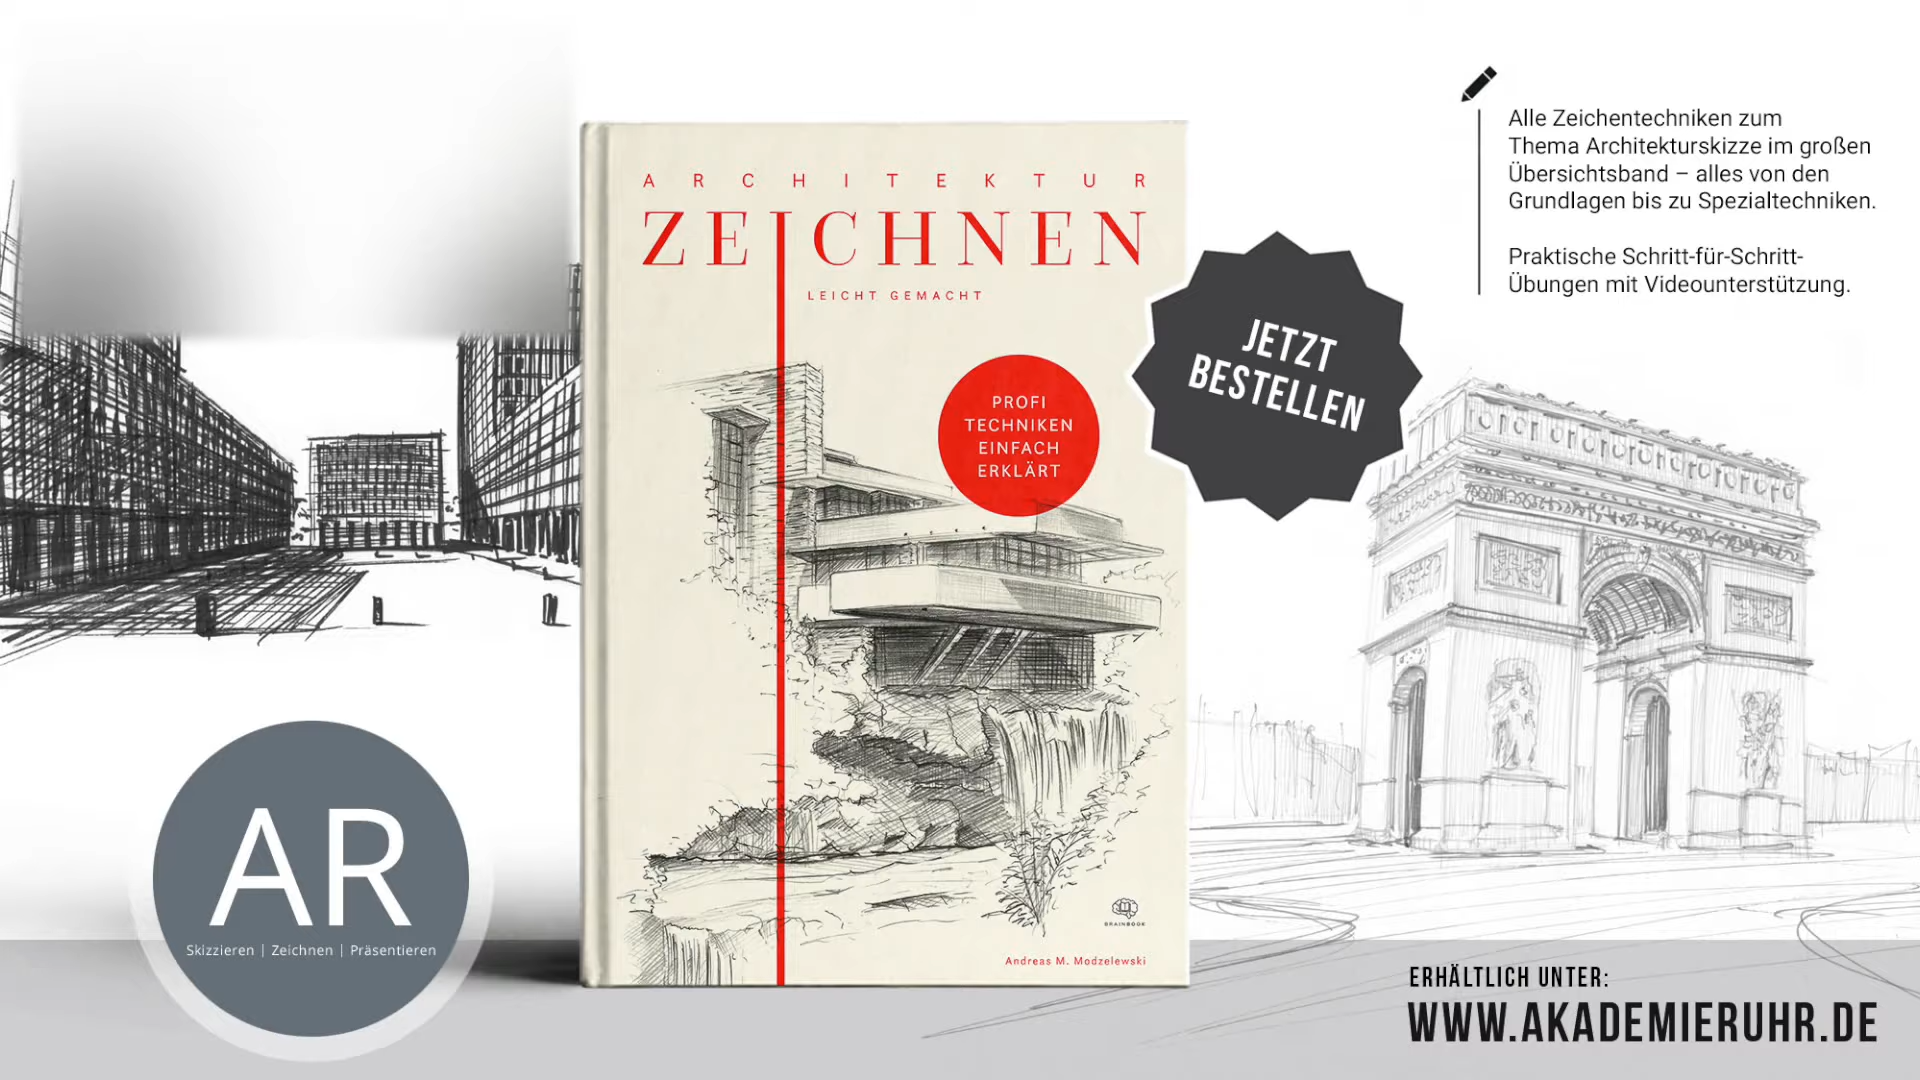 Alle Zeichentechniken zum
Thema Architekturskizze im großen
Übersichtsband – alles von den
Grundlagen bis zu Spezialtechniken.
Praktische Schritt-für-Schritt-
Übungen mit Videounterstützung.
ARCHITEKTUR
ZEICHNEN
LEICHT GEMACHT
PROFI
TECHNIKEN
EINFACH
ERKLÄRT
JETZT
BESTELLEN
AR
Skizzieren | Zeichnen | Präsentieren
BRAINBOOK
Andreas M. Modzelewski
ERHÄLTLICH UNTER:
WWW.AKADEMIERUHR.DE